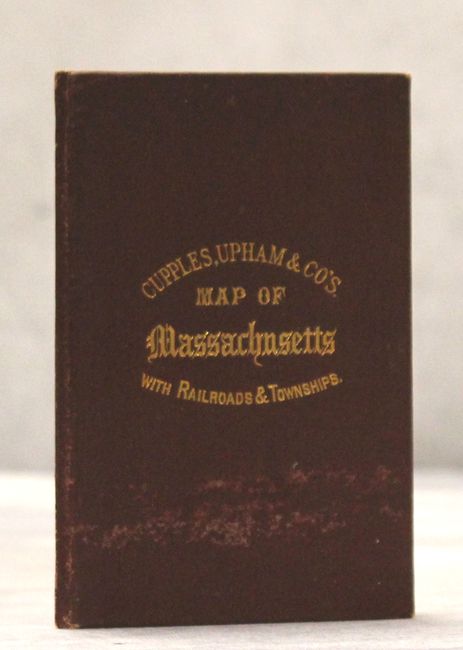 CUPPLES, UPHAM & CO'S.
MAP OF
Massachusetts
WITH RAILROADS & TOWNSHIPS.